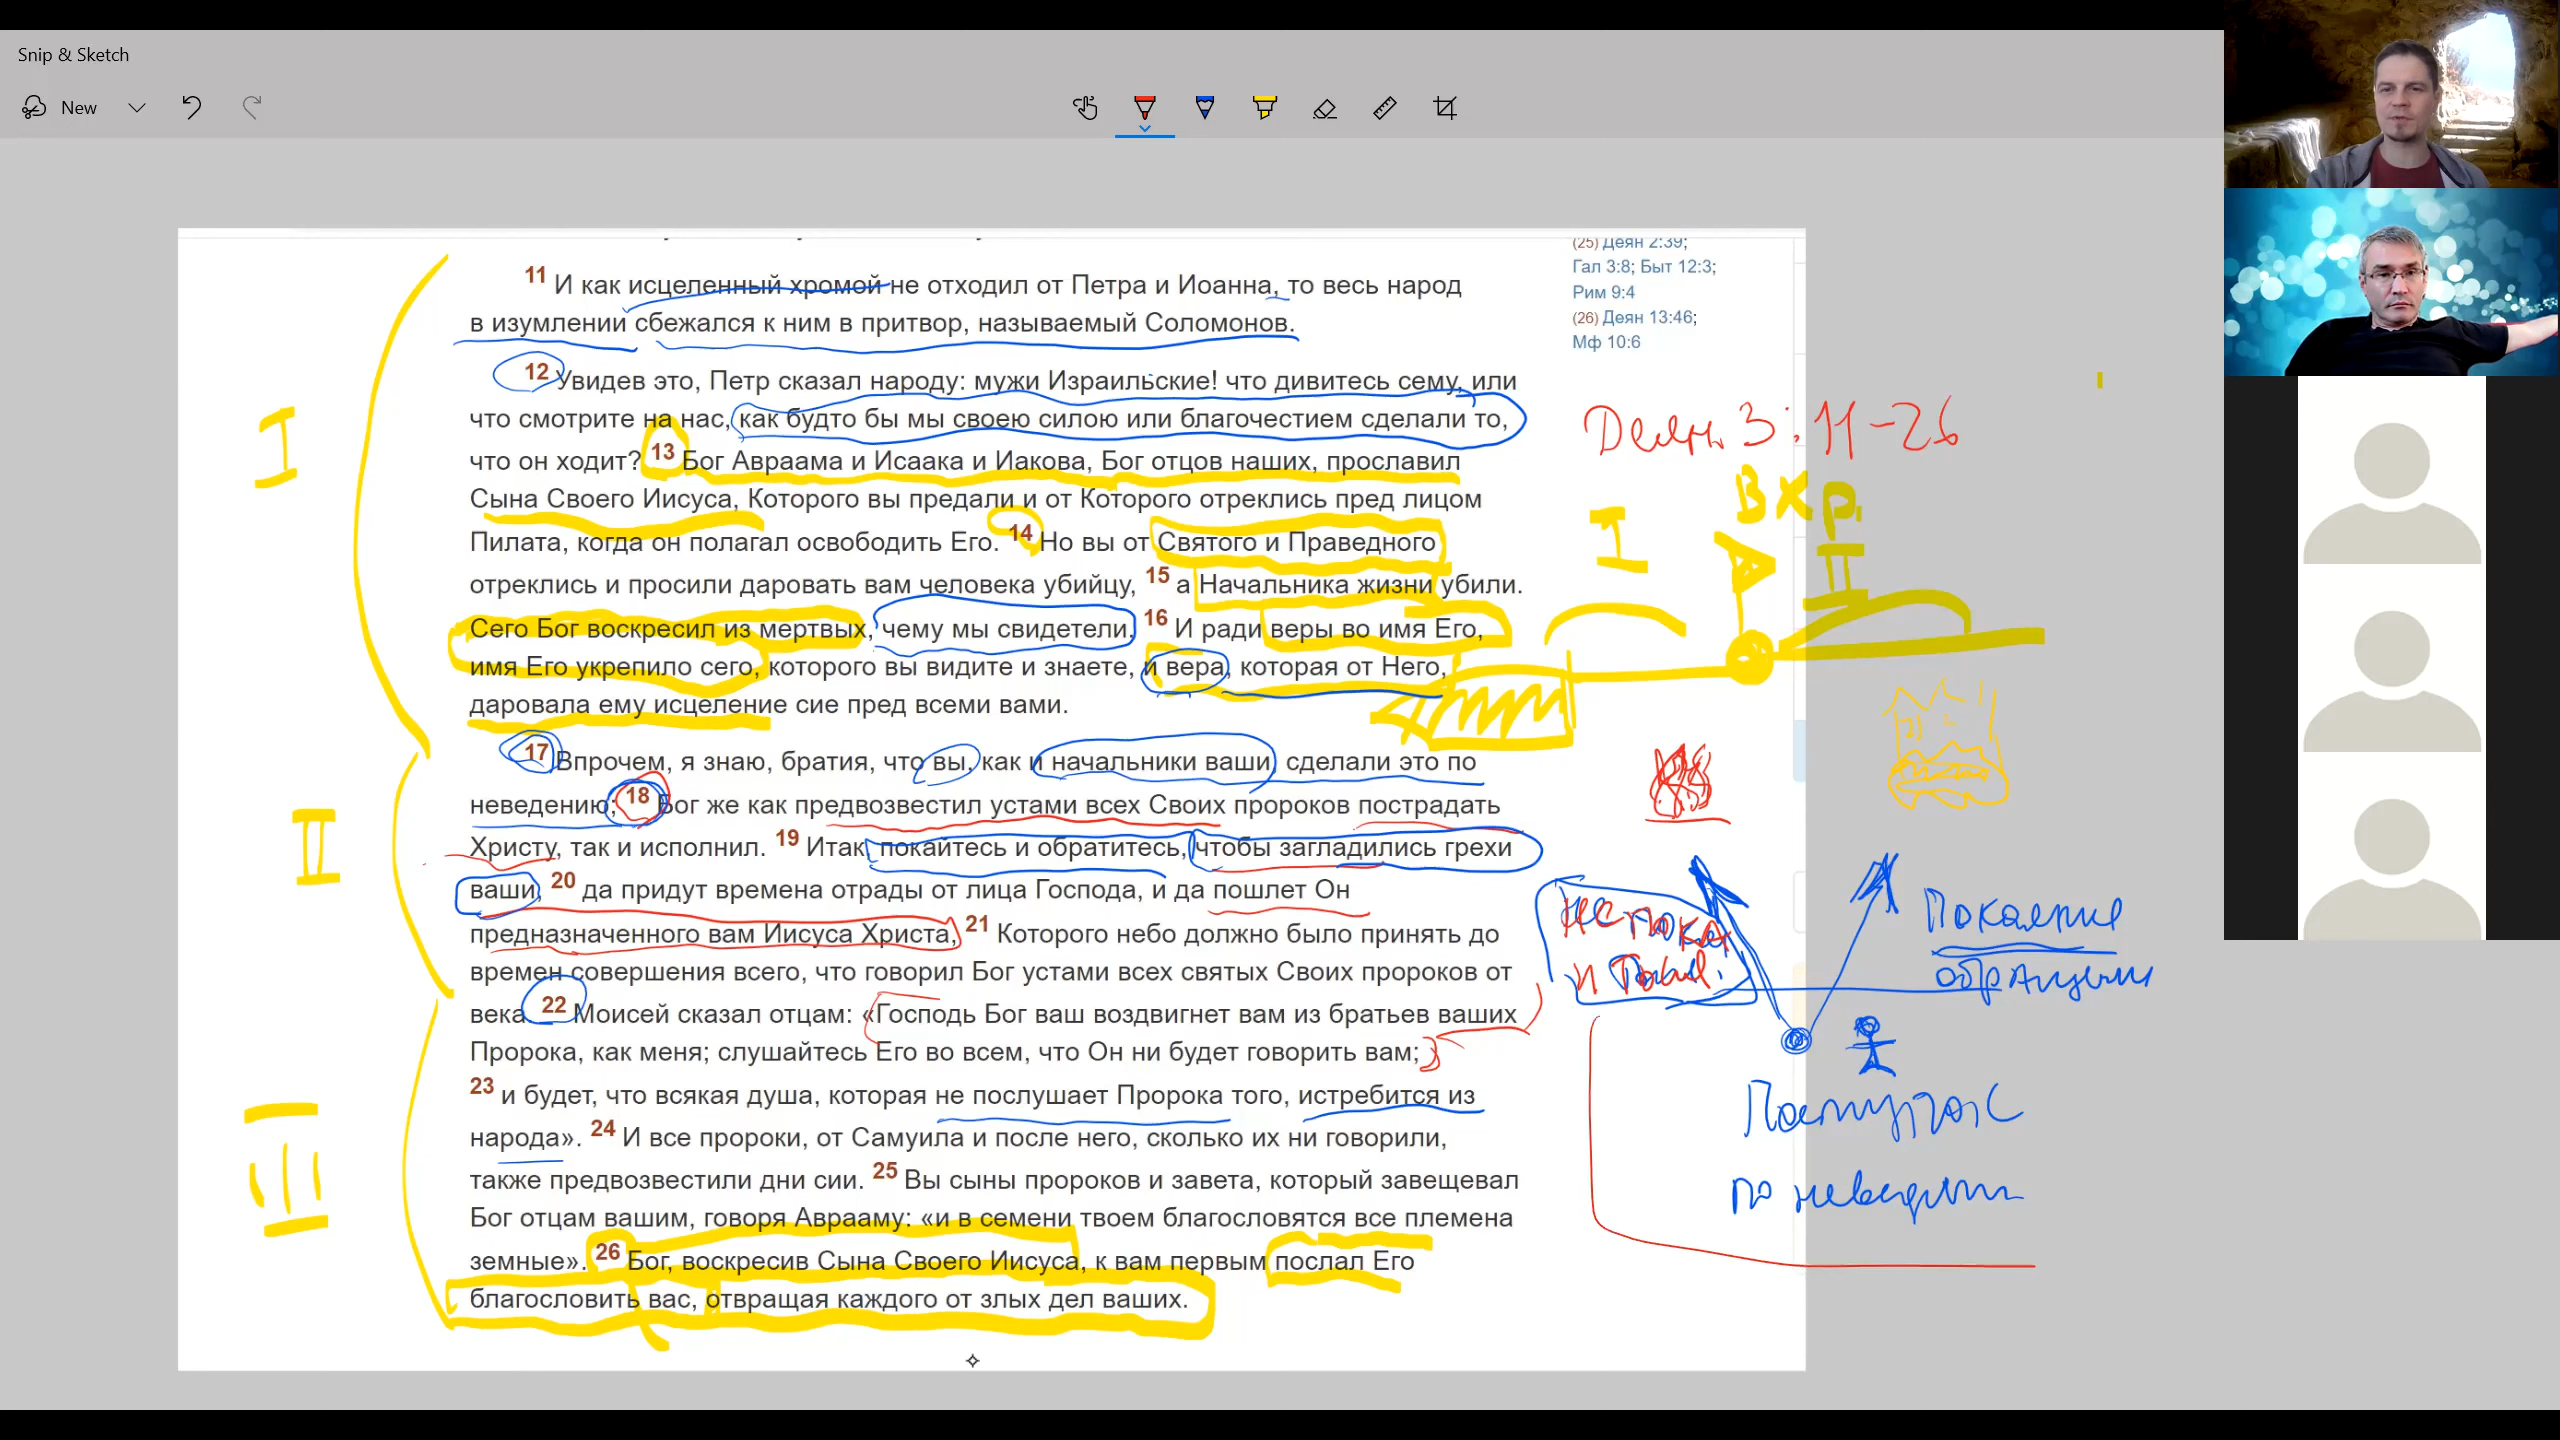 Snip & Sketch
New
(25) Деян 2:39;
Гал 3:8; Быт 12:3;
Рим 9:4
(26) Деян 13:46;
Мф 10:6
11 И как исцеленный хромой не отходил от Петра и Иоанна, то весь народ
в изумлении сбежался к ним в притвор, называемый Соломонов.
12 Увидев это, Петр сказал народу: мужи Израильские! что дивитесь сему, или
что смотрите на нас, как будто бы мы своею силою или благочестием сделали то,
что он ходит? 13 Бог Авраама и Исаака и Иакова, Бог отцов наших, прославил
Сына Своего Иисуса, Которого вы предали и от Которого отреклись пред лицом
Пилата, когда он полагал освободить Его. 14 Но вы от Святого и Праведного
отреклись и просили даровать вам человека убийцу, 15 а Начальника жизни убили.
Сего Бог воскресил из мертвых, чему мы свидетели. 16 И ради веры во имя Его,
имя Его укрепило сего, которого вы видите и знаете, и вера, которая от Него,
даровала ему исцеление сие пред всеми вами.
17 Впрочем, я знаю, братия, что вы, как и начальники ваши, сделали это по
неведению; 18 Бог же как предвозвестил устами всех Своих пророков пострадать
Христу, так и исполнил. 19 Итак, покайтесь и обратитесь, чтобы загладились грехи
ваши, 20 да придут времена отрады от лица Господа, и да пошлет Он
предназначенного вам Иисуса Христа, 21 Которого небо должно было принять до
времен совершения всего, что говорил Бог устами всех святых Своих пророков от
века. 22 Моисей сказал отцам: «Господь Бог ваш воздвигнет вам из братьев ваших
Пророка, как меня; слушайтесь Его во всем, что Он ни будет говорить вам;
23 и будет, что всякая душа, которая не послушает Пророка того, истребится из
народа». 24 И все пророки, от Самуила и после него, сколько их ни говорили,
также предвозвестили дни сии. 25 Вы сыны пророков и завета, который завещевал
Бог отцам вашим, говоря Аврааму: «и в семени твоем благословятся все племена
земные». 26 Бог, воскресив Сына Своего Иисуса, к вам первым послал Его
благословить вас, отвращая каждого от злых дел ваших.
I
II
III
Деян. 3:11-26
I
Вхр.
А
II
Покаяние
обращение
Поступок
по неведению